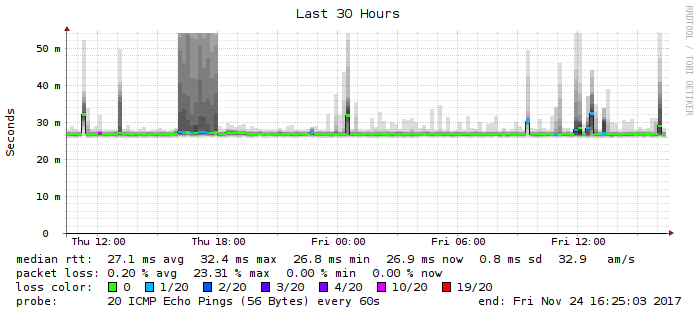 Last 30 Hours
RRDTOOL / TOBI OETIKER
Seconds
50 m
40 m
30 m
20 m
10 m
0
Thu 12:00 Thu 18:00 Fri 00:00 Fri 06:00 Fri 12:00
median rtt: 27.1 ms avg 32.4 ms max 26.8 ms min 26.9 ms now 0.8 ms sd 32.9 am/s
packet loss: 0.20 % avg 23.31 % max 0.00 % min 0.00 % now
loss color: 0 1/20 2/20 3/20 4/20 10/20 19/20
probe: 20 ICMP Echo Pings (56 Bytes) every 60s end: Fri Nov 24 16:25:03 2017